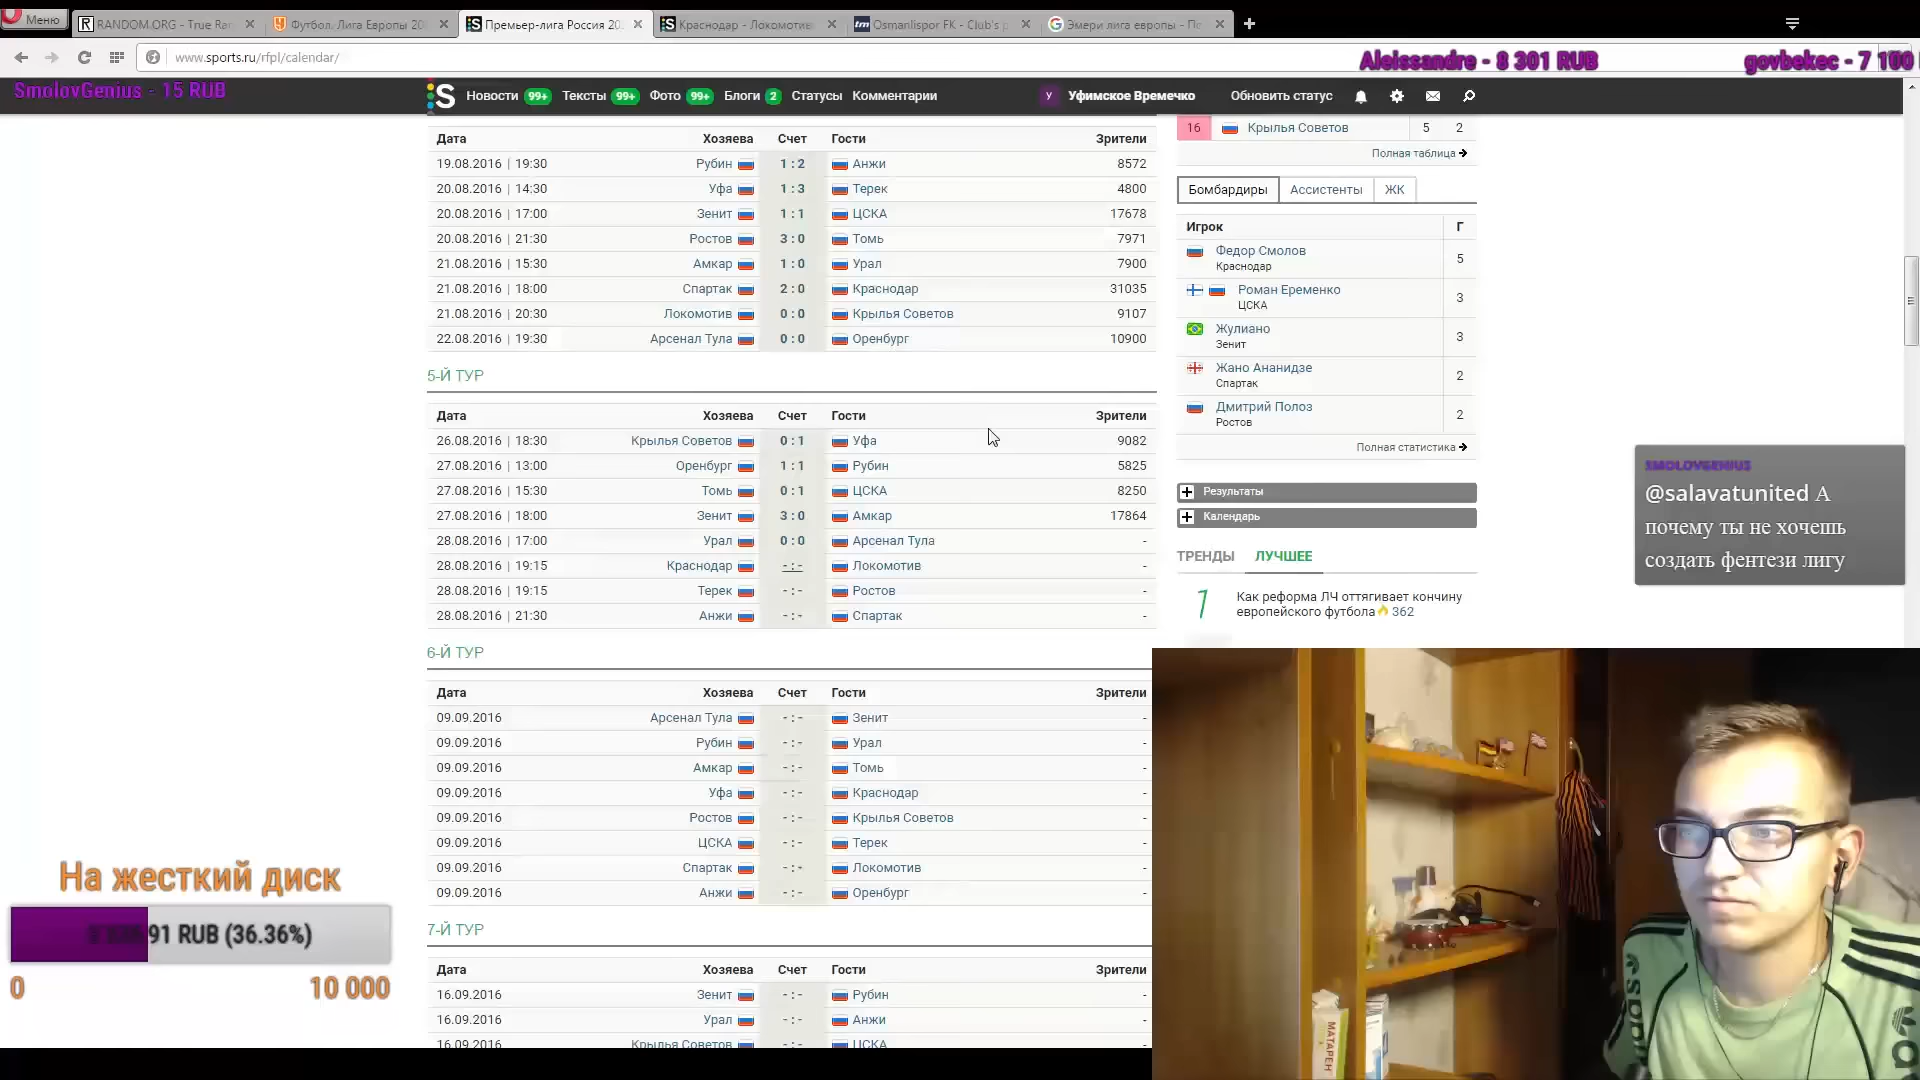 Меню
RANDOM.ORG - True Ra
Футбол. Лига Европы 20
Премьер-лига Россия 20
Краснодар - Локомотив
Osmanlispor FK - Club's p
Эмери лига европы - По
www.sports.ru/rfpl/calendar/
Aleissandre - 8 301 RUB
govbekec - 7 100
SmolovGenius - 15 RUB
Новости 99+ Тексты 99+ Фото 99+ Блоги 2 Статусы Комментарии
У Уфимское Времечко Обновить статус
Дата Хозяева Счет Гости Зрители
19.08.2016 | 19:30 Рубин 1 : 2 Анжи 8572
20.08.2016 | 14:30 Уфа 1 : 3 Терек 4800
20.08.2016 | 17:00 Зенит 1 : 1 ЦСКА 17678
20.08.2016 | 21:30 Ростов 3 : 0 Томь 7971
21.08.2016 | 15:30 Амкар 1 : 0 Урал 7900
21.08.2016 | 18:00 Спартак 2 : 0 Краснодар 31035
21.08.2016 | 20:30 Локомотив 0 : 0 Крылья Советов 9107
22.08.2016 | 19:30 Арсенал Тула 0 : 0 Оренбург 10900
5-Й ТУР
Дата Хозяева Счет Гости Зрители
26.08.2016 | 18:30 Крылья Советов 0 : 1 Уфа 9082
27.08.2016 | 13:00 Оренбург 1 : 1 Рубин 5825
27.08.2016 | 15:30 Томь 0 : 1 ЦСКА 8250
27.08.2016 | 18:00 Зенит 3 : 0 Амкар 17864
28.08.2016 | 17:00 Урал 0 : 0 Арсенал Тула -
28.08.2016 | 19:15 Краснодар - : - Локомотив -
28.08.2016 | 19:15 Терек - : - Ростов -
28.08.2016 | 21:30 Анжи - : - Спартак -
6-Й ТУР
Дата Хозяева Счет Гости Зрители
09.09.2016 Арсенал Тула - : - Зенит -
09.09.2016 Рубин - : - Урал -
09.09.2016 Амкар - : - Томь -
09.09.2016 Уфа - : - Краснодар -
09.09.2016 Ростов - : - Крылья Советов -
09.09.2016 ЦСКА - : - Терек -
09.09.2016 Спартак - : - Локомотив -
09.09.2016 Анжи - : - Оренбург -
7-Й ТУР
Дата Хозяева Счет Гости Зрители
16.09.2016 Зенит - : - Рубин -
16.09.2016 Урал - : - Анжи -
16.09.2016 Крылья Советов - : - ЦСКА -
16 Крылья Советов 5 2
Полная таблица
Бомбардиры Ассистенты ЖК
Игрок Г
Федор Смолов 5
Краснодар
Роман Еременко 3
ЦСКА
Жулиано 3
Зенит
Жано Ананидзе 2
Спартак
Дмитрий Полоз 2
Ростов
Полная статистика
Результаты
Календарь
ТРЕНДЫ ЛУЧШЕЕ
1 Как реформа ЛЧ оттягивает кончину
европейского футбола 362
SMOLOVGENIUS
@salavatunited А
почему ты не хочешь
создать фентези лигу
На жесткий диск
91 RUB (36.36%)
0 10 000
adidas
МАТАРЕН